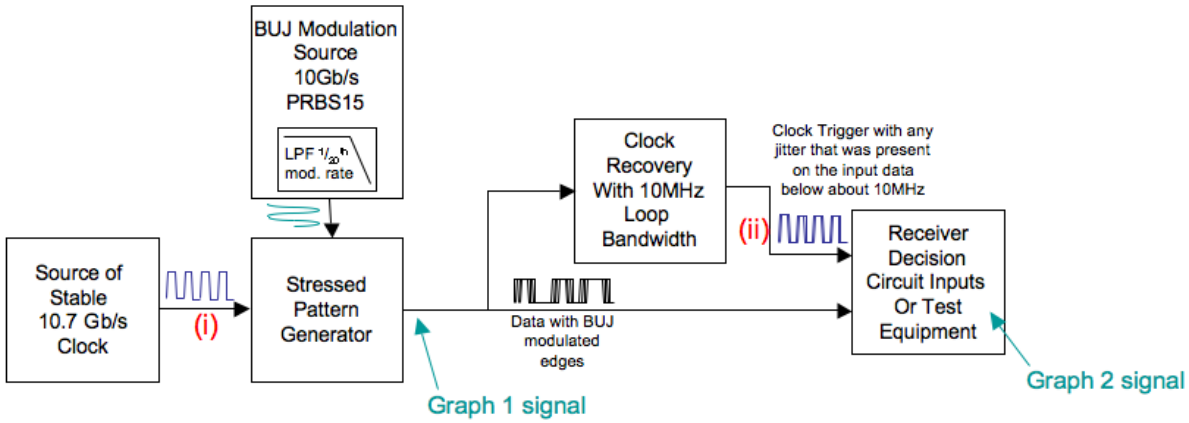 BUJ Modulation
Source
10Gb/s
PRBS15
LPF 1/20th
mod. rate
Source of
Stable
10.7 Gb/s
Clock
(i)
Stressed
Pattern
Generator
Data with BUJ
modulated
edges
Graph 1 signal
Clock
Recovery
With 10MHz
Loop
Bandwidth
(ii)
Clock Trigger with any
jitter that was present
on the input data
below about 10MHz
Receiver
Decision
Circuit Inputs
Or Test
Equipment
Graph 2 signal